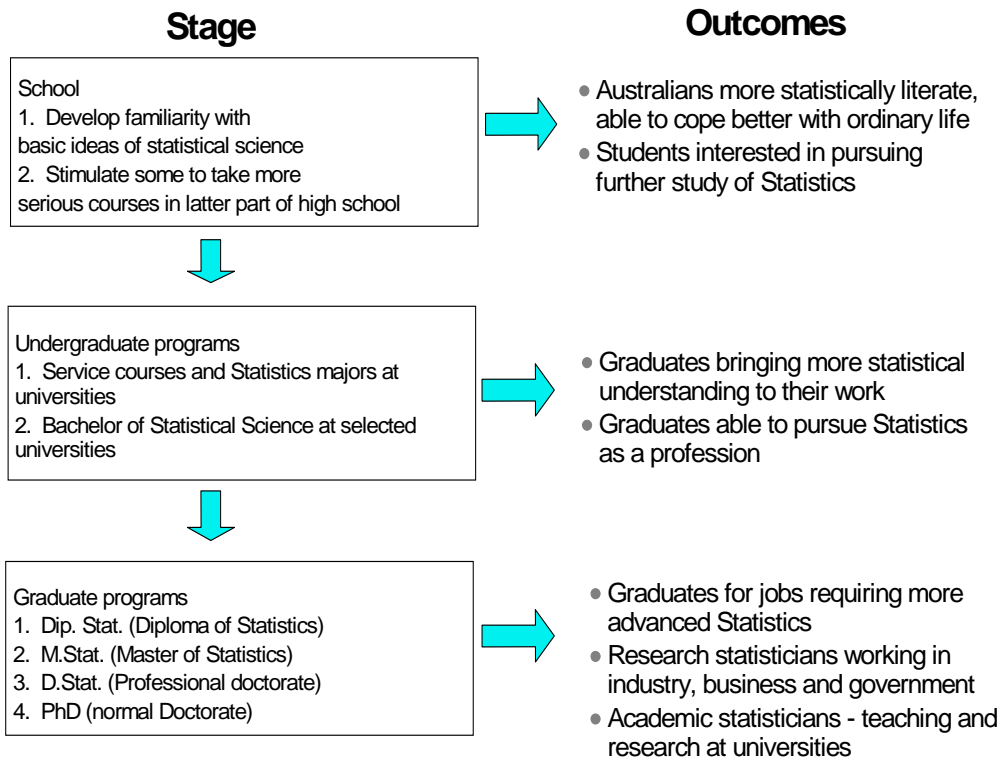 Stage
Outcomes
School
1. Develop familiarity with
basic ideas of statistical science
2. Stimulate some to take more
serious courses in latter part of high school
● Australians more statistically literate,
able to cope better with ordinary life
● Students interested in pursuing
further study of Statistics
Undergraduate programs
1. Service courses and Statistics majors at
universities
2. Bachelor of Statistical Science at selected
universities
● Graduates bringing more statistical
understanding to their work
● Graduates able to pursue Statistics
as a profession
Graduate programs
1. Dip. Stat. (Diploma of Statistics)
2. M.Stat. (Master of Statistics)
3. D.Stat. (Professional doctorate)
4. PhD (normal Doctorate)
● Graduates for jobs requiring more
advanced Statistics
● Research statisticians working in
industry, business and government
● Academic statisticians - teaching and
research at universities